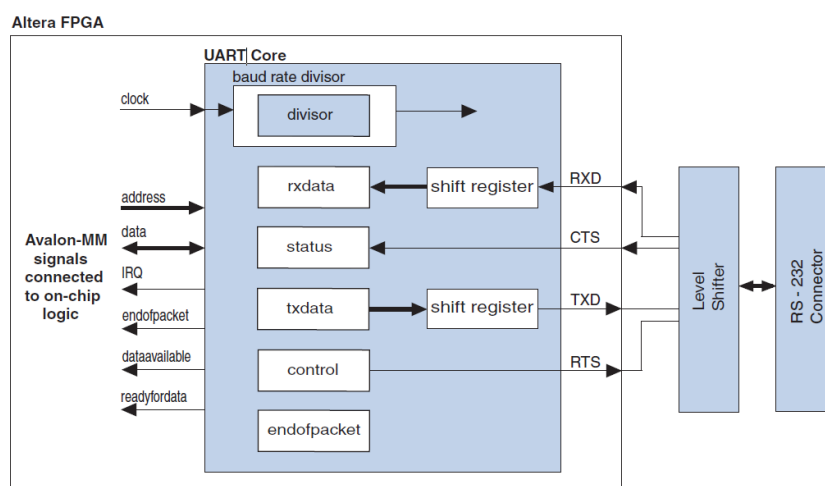 Altera FPGA
UART Core
baud rate divisor
clock
divisor
rxdata
shift register
RXD
address
data
Avalon-MM
signals
connected
to on-chip
logic
status
CTS
IRQ
txdata
shift register
TXD
endofpacket
dataavailable
control
RTS
readyfordata
endofpacket
Level
Shifter
RS - 232
Connector